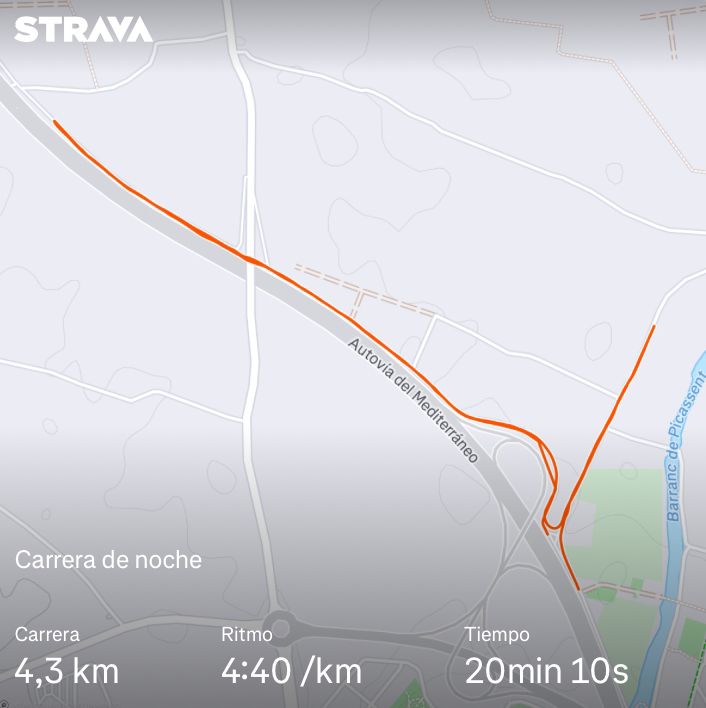 STRAVA
Autovia del Mediterráneo
Barranc de Picassent
Carrera de noche
Carrera
Ritmo
Tiempo
4,3 km
4:40 /km
20min 10s